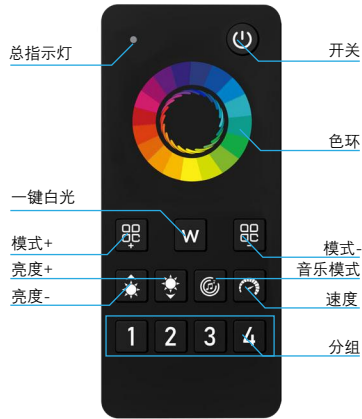 总指示灯
开关
色环
一键白光
W
模式+
模式-
亮度+
音乐模式
亮度-
速度
1 2 3 4
分组